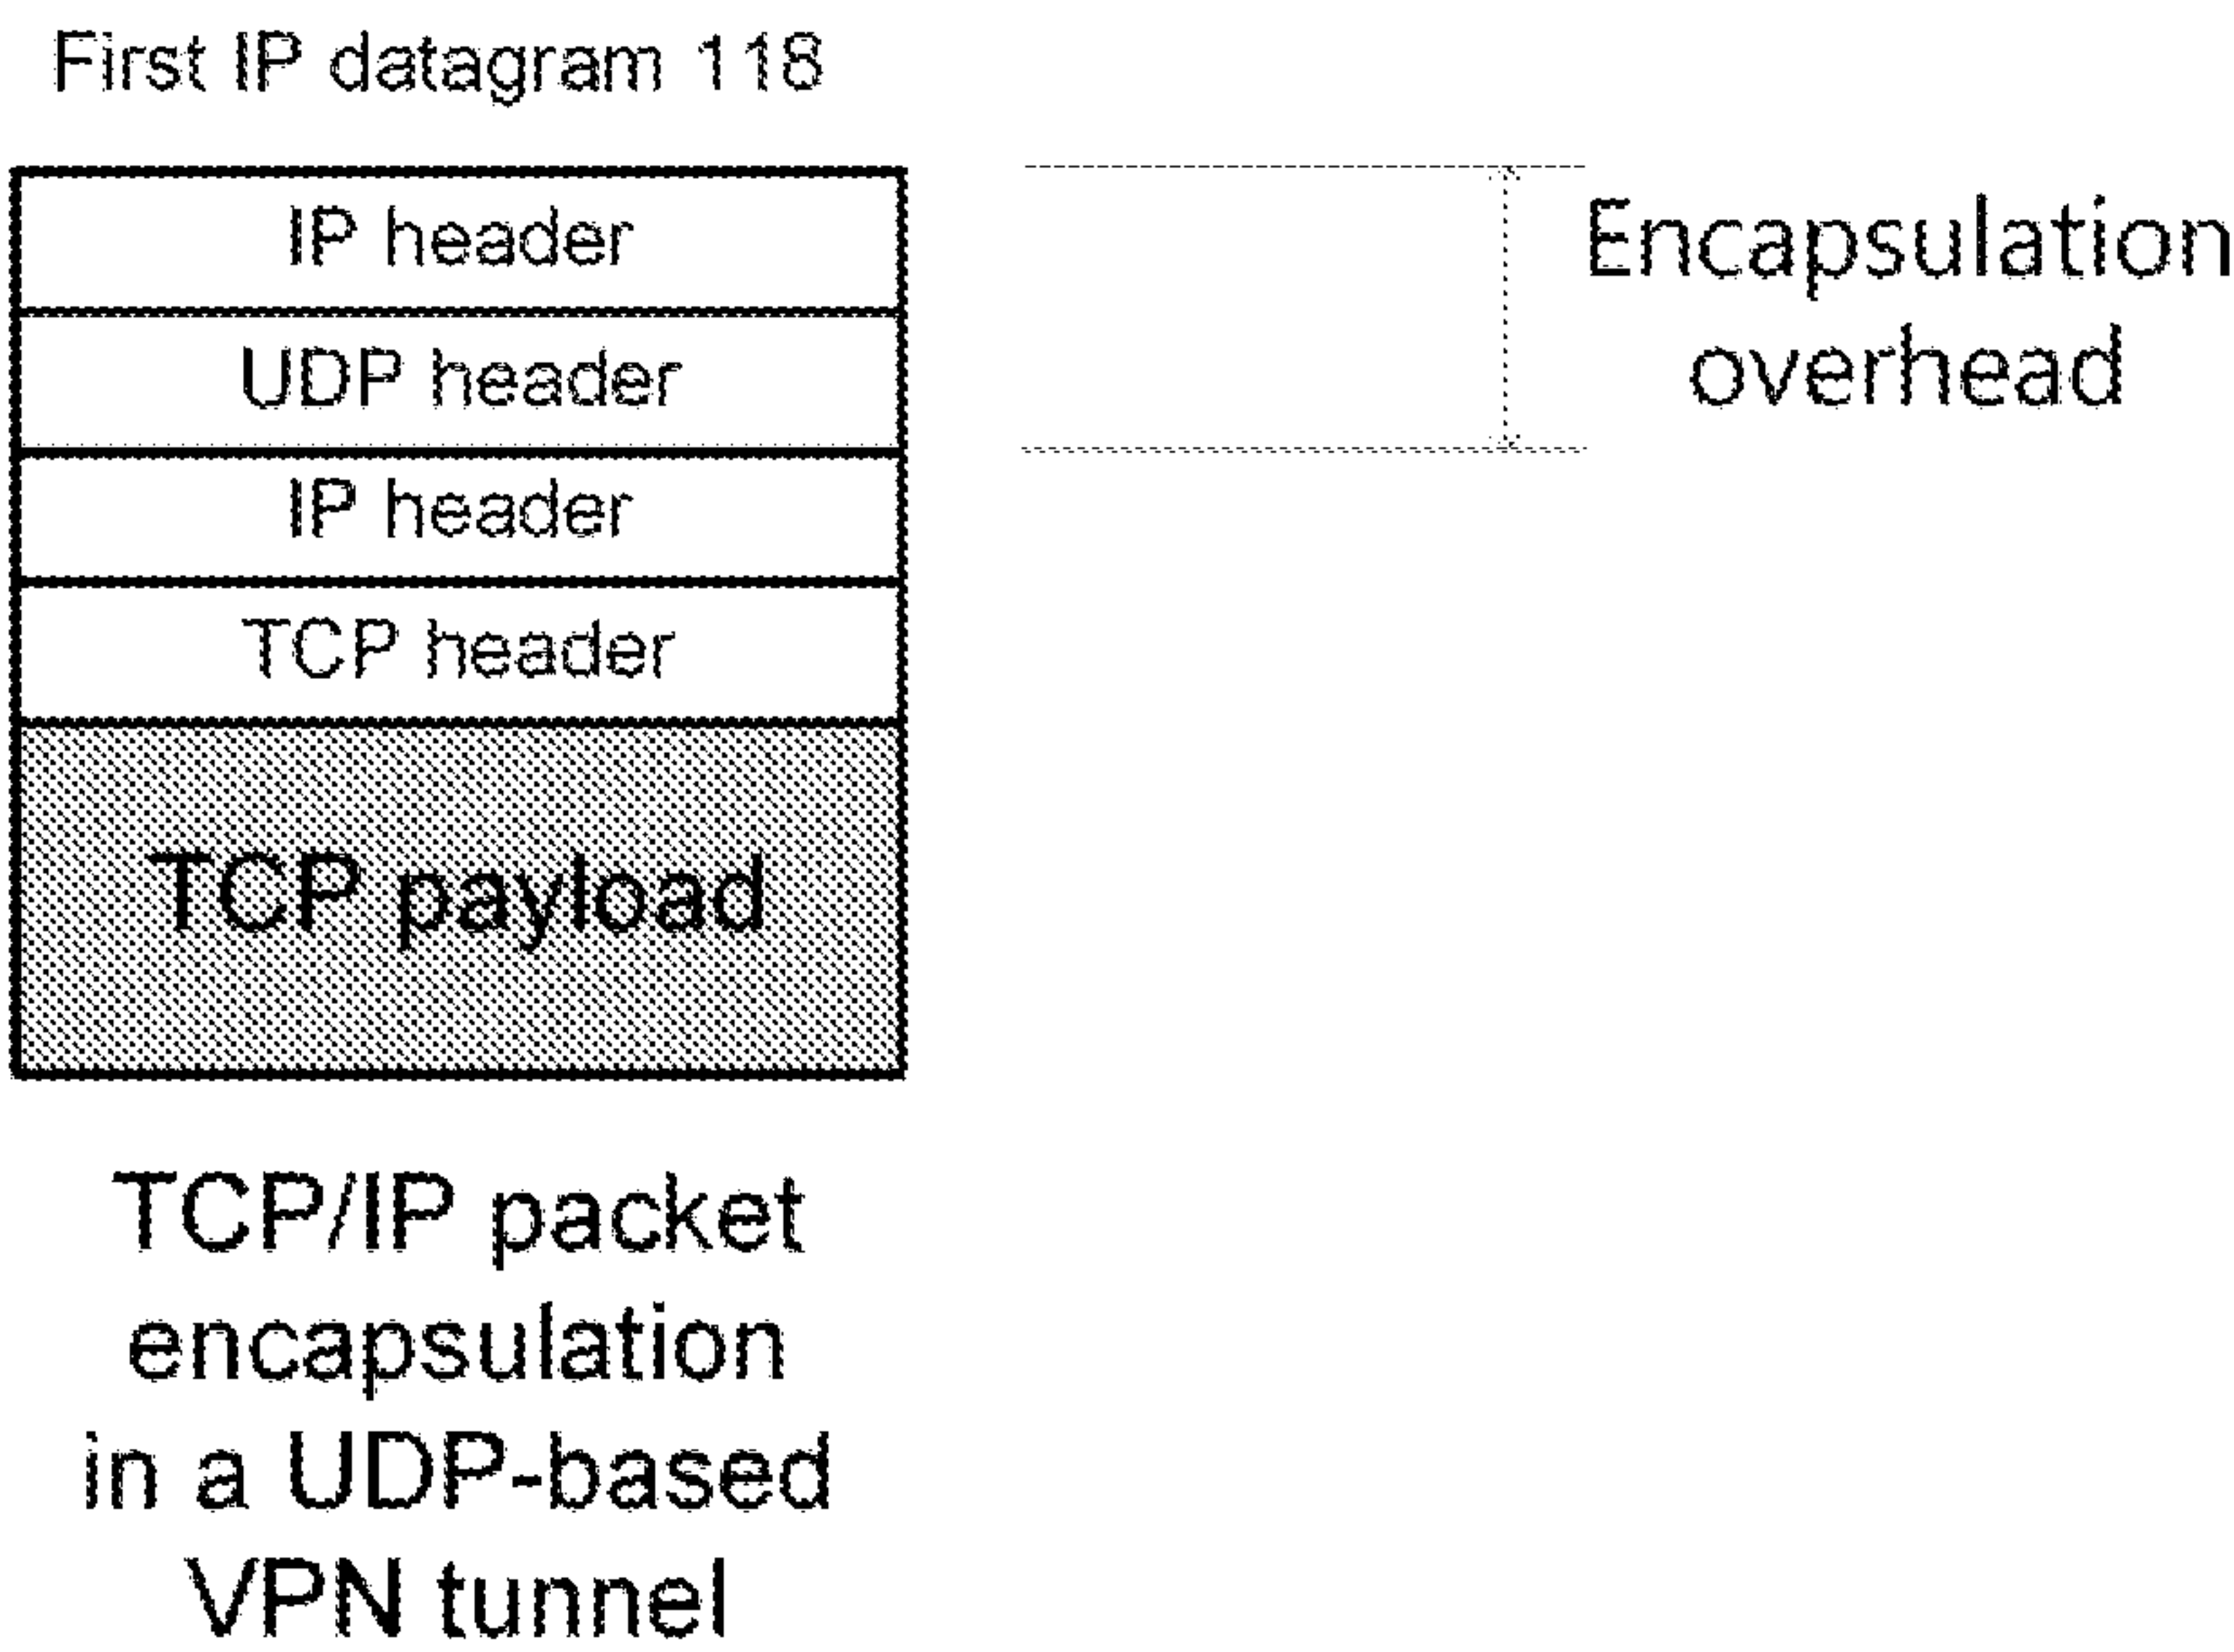 First IP datagram 118
IP header
Encapsulation
overhead
UDP header
IP header
TCP header
TCP payload
TCP/IP packet
encapsulation
in a UDP-based
VPN tunnel